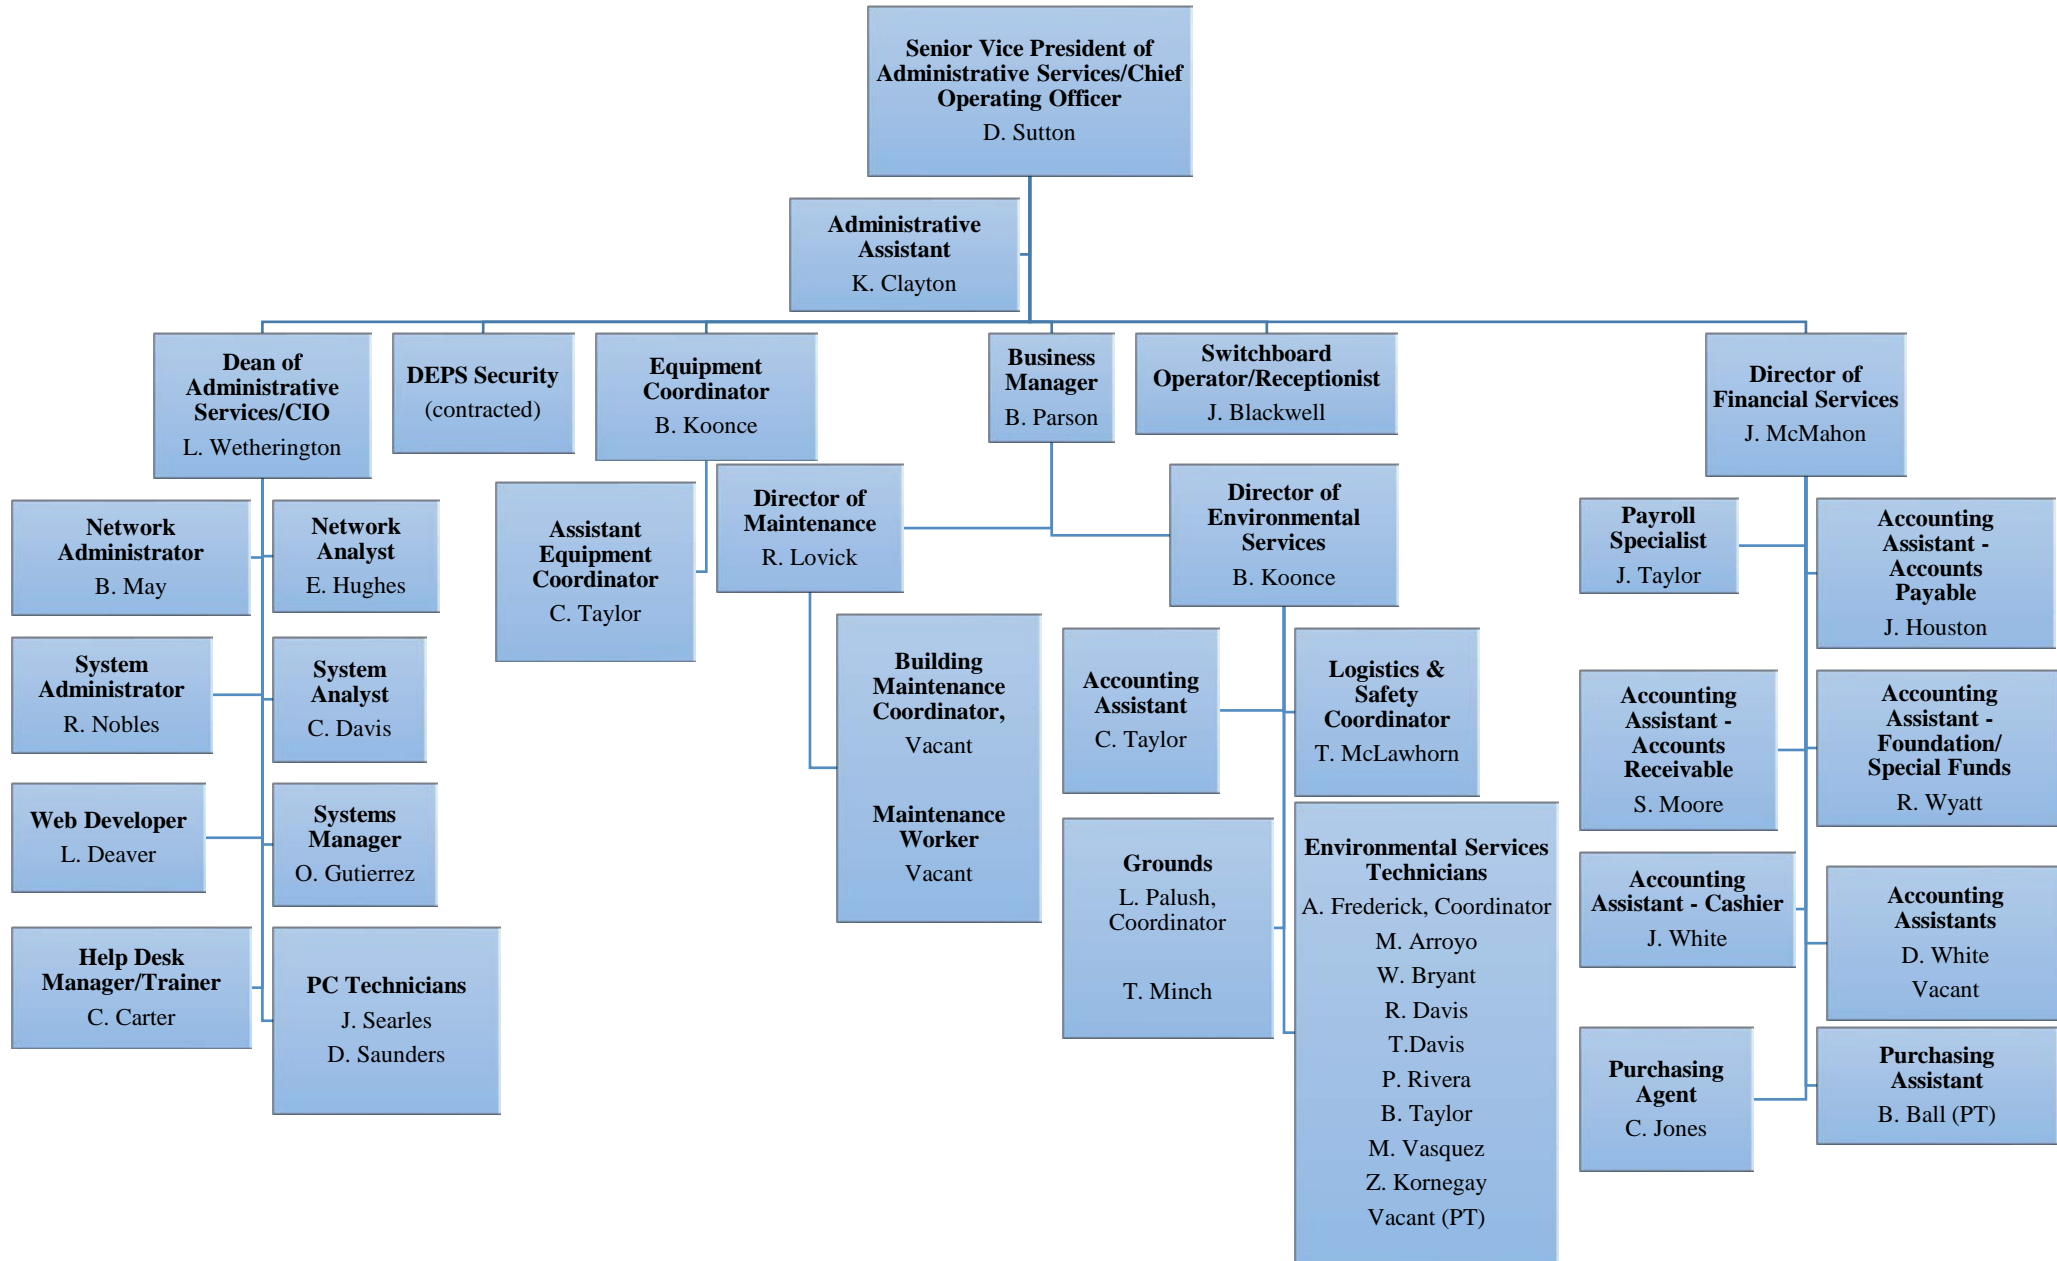 Senior Vice President of
Administrative Services/Chief
Operating Officer
D. Sutton
Administrative
Assistant
K. Clayton
Dean of
Administrative
Services/CIO
L. Wetherington
DEPS Security
(contracted)
Equipment
Coordinator
B. Koonce
Business
Manager
B. Parson
Switchboard
Operator/Receptionist
J. Blackwell
Director of
Financial Services
J. McMahon
Network
Administrator
B. May
Network
Analyst
E. Hughes
System
Administrator
R. Nobles
System
Analyst
C. Davis
Web Developer
L. Deaver
Systems
Manager
O. Gutierrez
Help Desk
Manager/Trainer
C. Carter
PC Technicians
J. Searles
D. Saunders
Assistant
Equipment
Coordinator
C. Taylor
Director of
Maintenance
R. Lovick
Building
Maintenance
Coordinator,
Vacant
Maintenance
Worker
Vacant
Director of
Environmental
Services
B. Koonce
Accounting
Assistant
C. Taylor
Logistics &
Safety
Coordinator
T. McLawhorn
Grounds
L. Palush,
Coordinator
T. Minch
Environmental Services
Technicians
A. Frederick, Coordinator
M. Arroyo
W. Bryant
R. Davis
T.Davis
P. Rivera
B. Taylor
M. Vasquez
Z. Kornegay
Vacant (PT)
Payroll
Specialist
J. Taylor
Accounting
Assistant -
Accounts
Payable
J. Houston
Accounting
Assistant -
Accounts
Receivable
S. Moore
Accounting
Assistant -
Foundation/
Special Funds
R. Wyatt
Accounting
Assistant - Cashier
J. White
Accounting
Assistants
D. White
Vacant
Purchasing
Agent
C. Jones
Purchasing
Assistant
B. Ball (PT)